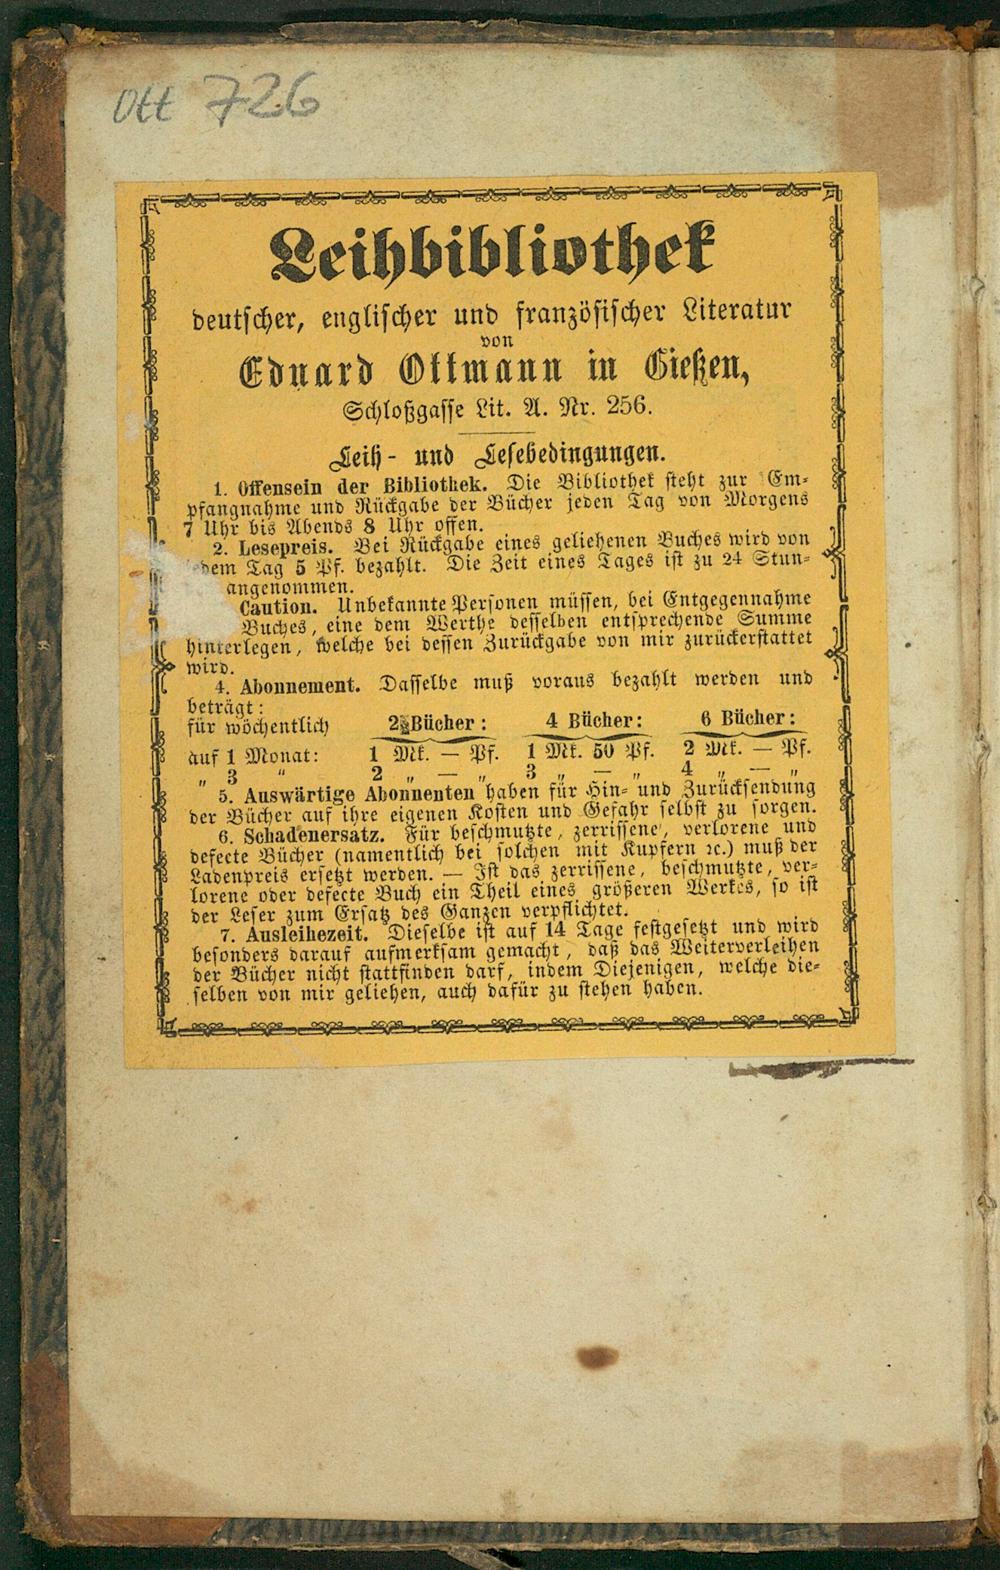 Ott 726
Leihbibliothek
deutscher, englischer und französischer Literatur
von
Eduard Ottmann in Gießen,
Schloßgasse Lit. A. Nr. 256.
Leih- und Lesebedingungen.
1. Offensein der Bibliothek. Die Bibliothek steht zur Em-
pfangnahme und Rückgabe der Bücher jeden Tag von Morgens
7 Uhr bis Abends 8 Uhr offen.
2. Lesepreis. Bei Rückgabe eines geliehenen Buches wird von
jedem Tag 5 Pf. bezahlt. Die Zeit eines Tages ist zu 24 Stun-
angenommen.
Caution. Unbekannte Personen müssen, bei Entgegennahme
Buches, eine dem Werthe desselben entsprechende Summe
hinterlegen, welche bei dessen Zurückgabe von mir zurückerstattet
wird.
4. Abonnement. Dasselbe muß voraus bezahlt werden und
beträgt:
für wöchentlich 2 Bücher: 4 Bücher: 6 Bücher:
auf 1 Monat: 1 Mk. — Pf. 1 Mk. 50 Pf. 2 Mk. — Pf.
„ 3 „ 2 „ — „ 3 „ — „ 4 „ — „
5. Auswärtige Abonnenten haben für Hin- und Zurücksendung
der Bücher auf ihre eigenen Kosten und Gefahr selbst zu sorgen.
6. Schadenersatz. Für beschmutzte, zerrissene, verlorene und
defecte Bücher (namentlich bei solchen mit Kupfern ꝛc.) muß der
Ladenpreis ersetzt werden. — Ist das zerrissene, beschmutzte, ver-
lorene oder defecte Buch ein Theil eines größeren Werkes, so ist
der Leser zum Ersatz des Ganzen verpflichtet.
7. Ausleihezeit. Dieselbe ist auf 14 Tage festgesetzt und wird
besonders darauf aufmerksam gemacht, daß das Weiterverleihen
der Bücher nicht stattfinden darf, indem Diejenigen, welche die-
selben von mir geliehen, auch dafür zu stehen haben.